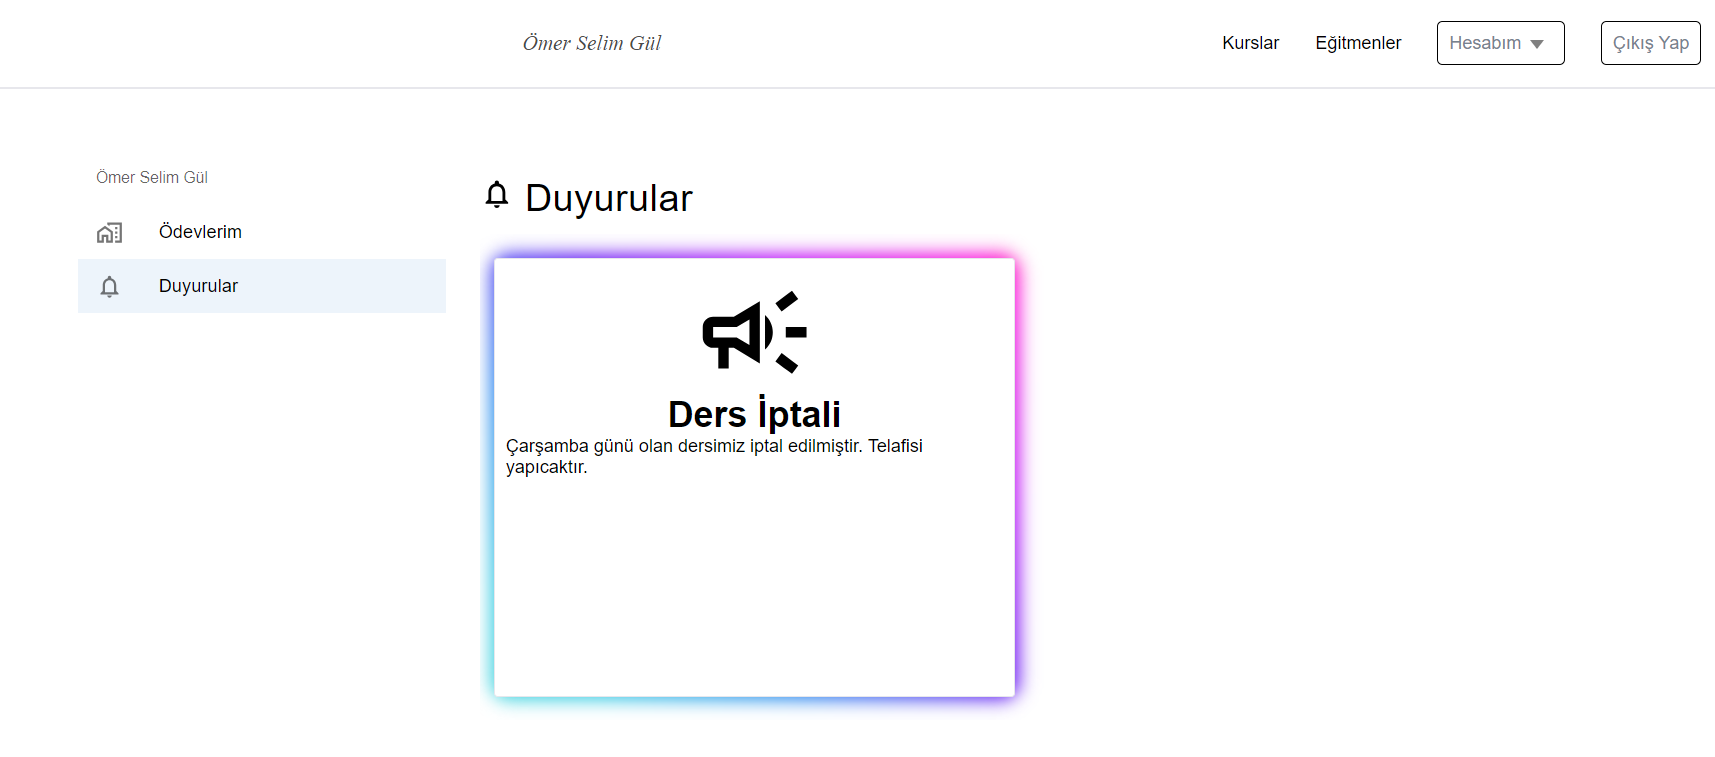 Ömer Selim Gül
Kurslar
Eğitmenler
Hesabım
Çıkış Yap
Ömer Selim Gül
Ödevlerim
Duyurular
Duyurular
Ders İptali
Çarşamba günü olan dersimiz iptal edilmiştir. Telafisi
yapıcaktır.